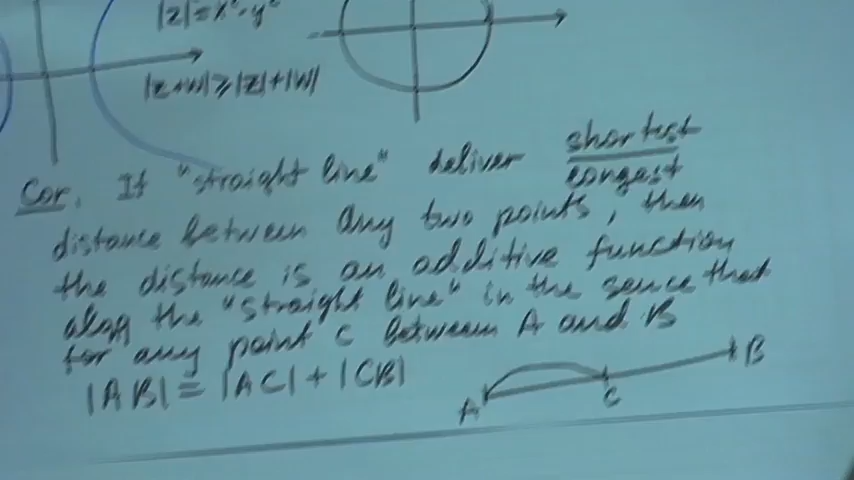 |z|=x²-y²
|z+w|⩾|z|+|w|
Cor. If "straight line" deliver shortest
longest
distance between any two points, then
the distance is an additive function
along the "straight line" in the sence that
for any point C between A and B
|AB| = |AC| + |CB|
A C B